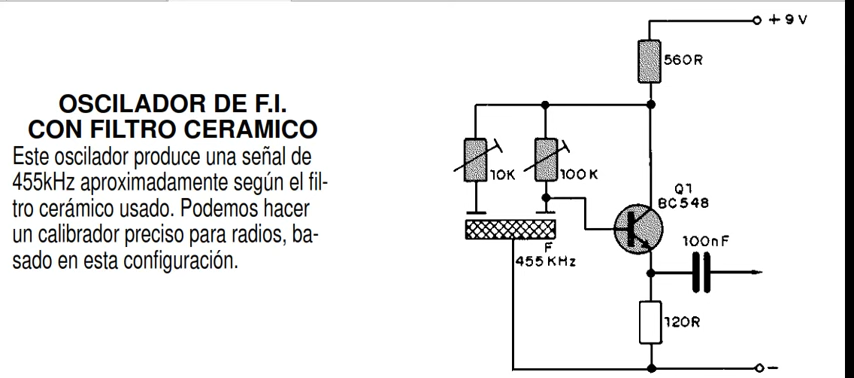 OSCILADOR DE F.I.
CON FILTRO CERAMICO
Este oscilador produce una señal de
455kHz aproximadamente según el fil-
tro cerámico usado. Podemos hacer
un calibrador preciso para radios, ba-
sado en esta configuración.
+9V
560R
10K
100K
Q1
BC548
100nF
F
455KHz
120R
-